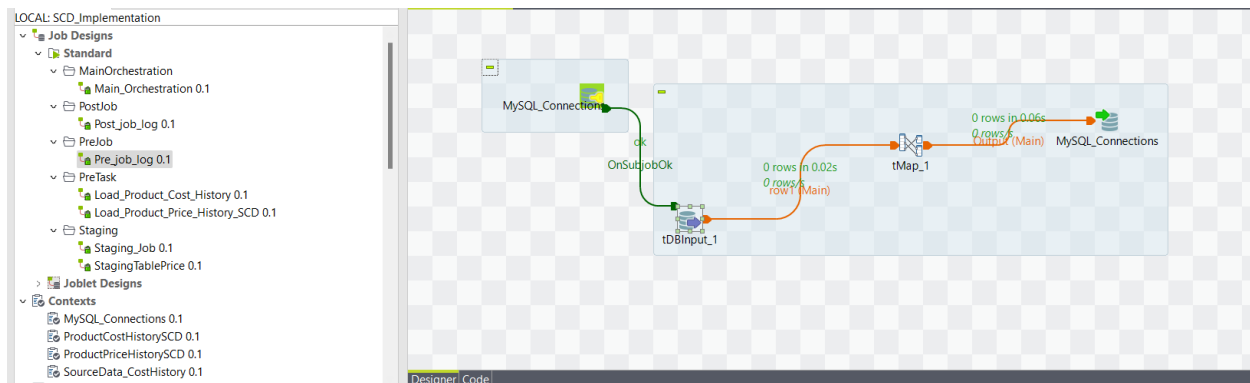 LOCAL: SCD_Implementation
Job Designs
Standard
MainOrchestration
Main_Orchestration 0.1
PostJob
Post_job_log 0.1
PreJob
Pre_job_log 0.1
PreTask
Load_Product_Cost_History 0.1
Load_Product_Price_History_SCD 0.1
Staging
Staging_Job 0.1
StagingTablePrice 0.1
Joblet Designs
Contexts
MySQL_Connections 0.1
ProductCostHistorySCD 0.1
ProductPriceHistorySCD 0.1
SourceData_CostHistory 0.1
MySQL_Connections
ok
OnSubjobOk
tDBInput_1
0 rows in 0.02s
0 rows/s
row1 (Main)
tMap_1
0 rows in 0.06s
0 rows/s
Output (Main)
MySQL_Connections
Designer
Code